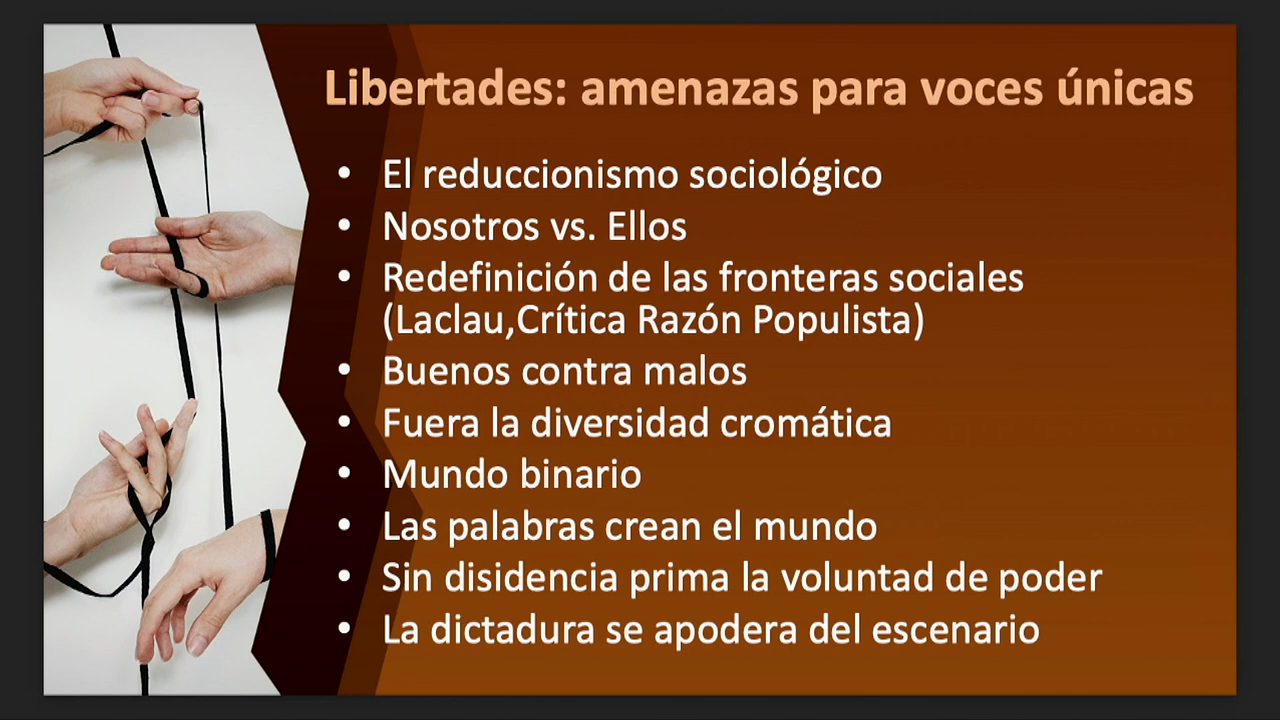 Libertades: amenazas para voces únicas
• El reduccionismo sociológico
• Nosotros vs. Ellos
• Redefinición de las fronteras sociales
(Laclau,Crítica Razón Populista)
• Buenos contra malos
• Fuera la diversidad cromática
• Mundo binario
• Las palabras crean el mundo
• Sin disidencia prima la voluntad de poder
• La dictadura se apodera del escenario